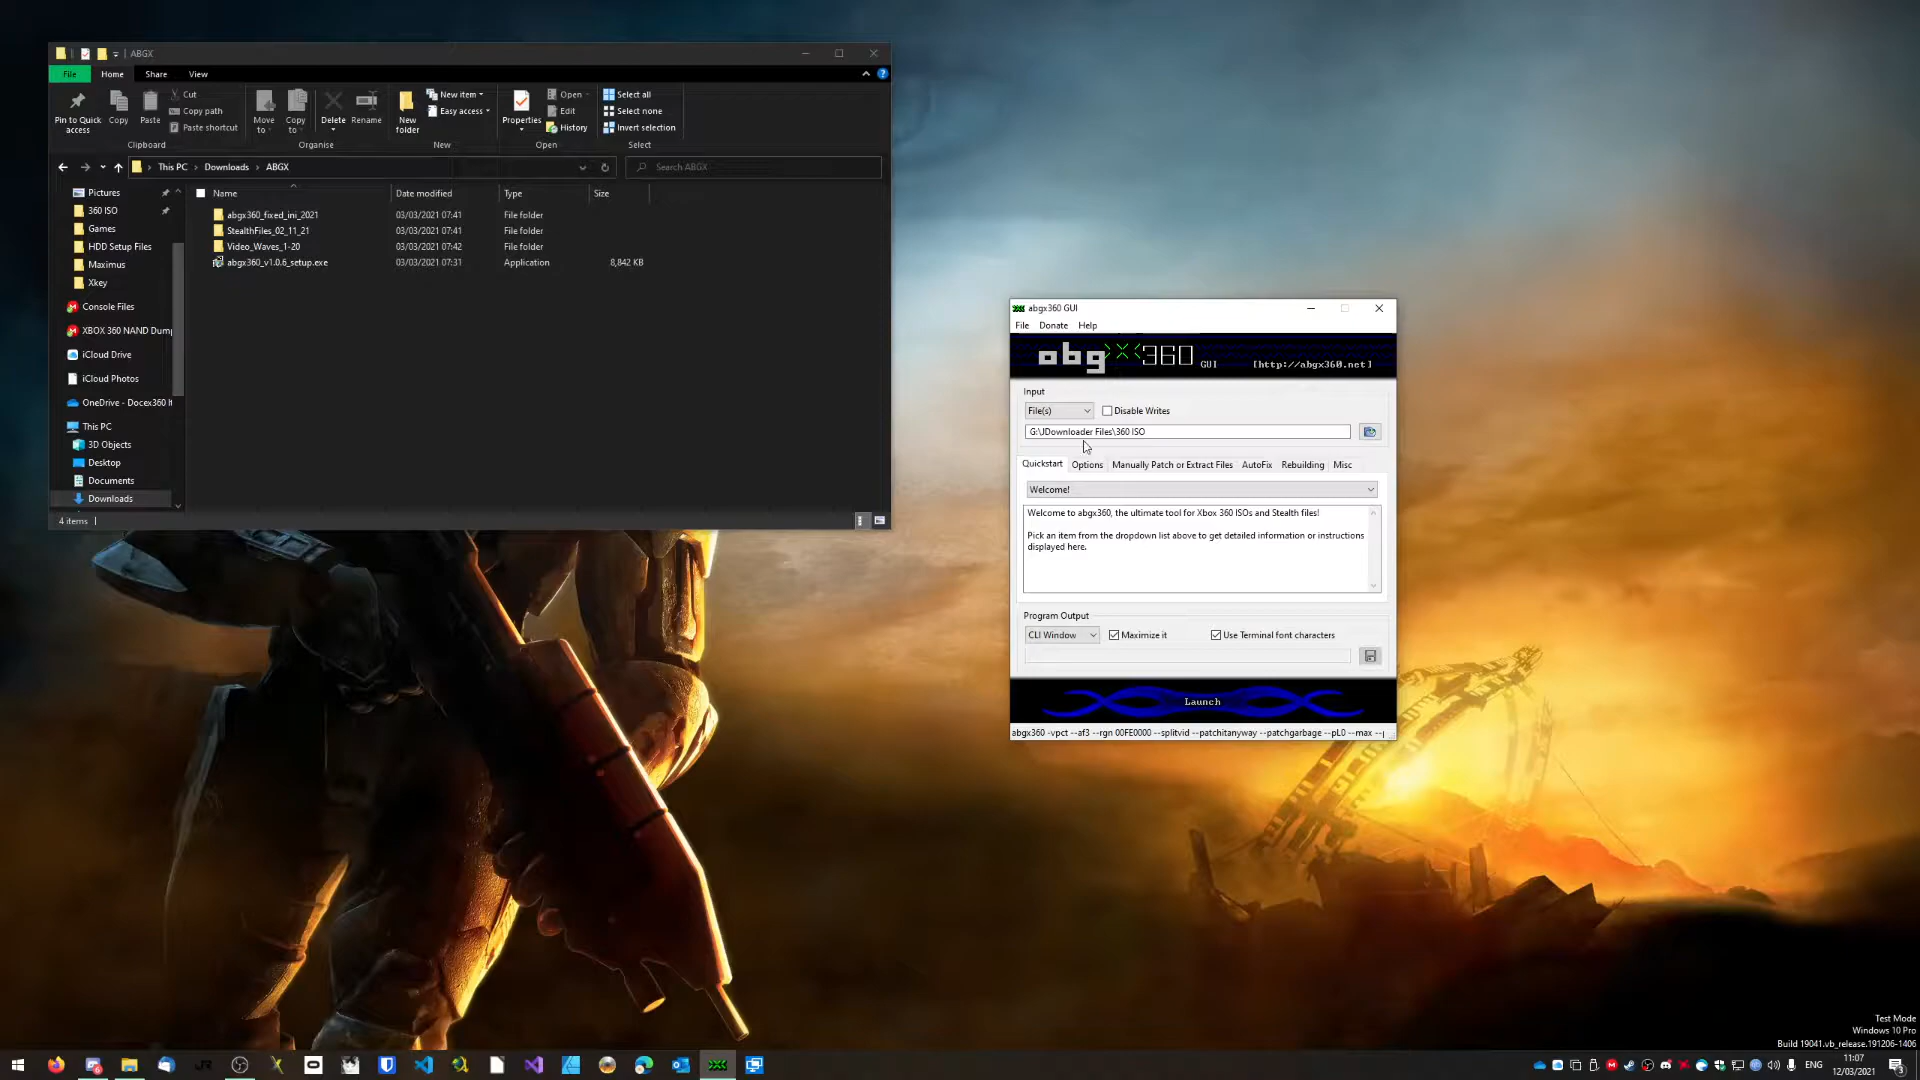 ABGX
File
Home
Share
View
Pin to Quick access
Copy
Paste
Cut
Copy path
Paste shortcut
Clipboard
Move to
Copy to
Delete
Rename
Organise
New folder
New item
Easy access
New
Properties
Open
Edit
History
Open
Select all
Select none
Invert selection
Select
This PC
Downloads
ABGX
Search ABGX
Pictures
360 ISO
Games
HDD Setup Files
Maximus
Xkey
Console Files
XBOX 360 NAND Dump
iCloud Drive
iCloud Photos
OneDrive - Docex360 It
This PC
3D Objects
Desktop
Documents
Downloads
Name Date modified Type Size
abgx360_fixed_ini_2021 03/03/2021 07:41 File folder
StealthFiles_02_11_21 03/03/2021 07:41 File folder
Video_Waves_1-20 03/03/2021 07:42 File folder
abgx360_v1.0.6_setup.exe 03/03/2021 07:31 Application 8,842 KB
4 items
abgx360 GUI
File Donate Help
abgx360 GUI [http://abgx360.net]
Input
File(s) Disable Writes
G:\JDownloader Files\360 ISO
Quickstart Options Manually Patch or Extract Files AutoFix Rebuilding Misc
Welcome!
Welcome to abgx360, the ultimate tool for Xbox 360 ISOs and Stealth files!
Pick an item from the dropdown list above to get detailed information or instructions
displayed here.
Program Output
CLI Window Maximize it Use Terminal font characters
Launch
abgx360 -vpct --af3 --rgn 00FE0000 --splitvid --patchitanyway --patchgarbage --pL0 --max --
Test Mode
Windows 10 Pro
Build 19041.vb_release.191206-1406
ENG
11:07
12/03/2021
3